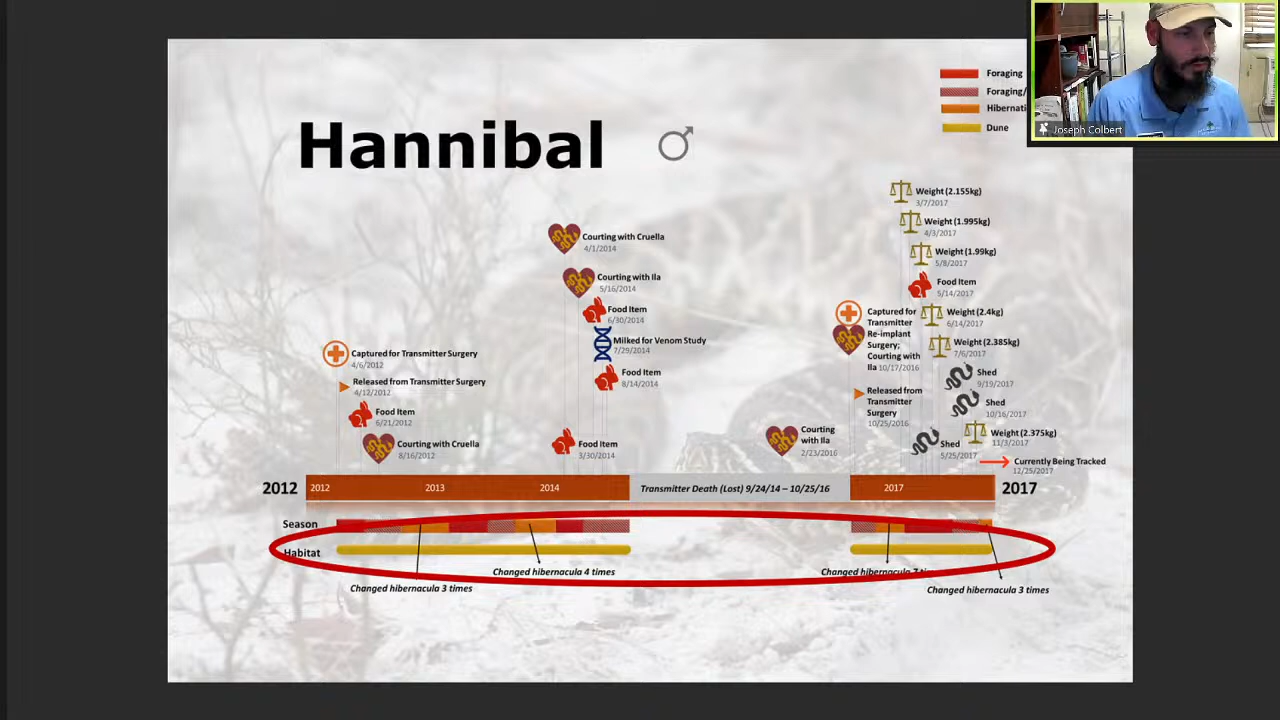 Foraging
Foraging/
Hibernati
Dune
Joseph Colbert
Hannibal
Weight (2.155kg)
3/7/2017
Weight (1.995kg)
4/3/2017
Weight (1.99kg)
5/8/2017
Food Item
5/14/2017
Weight (2.4kg)
6/14/2017
Weight (2.385kg)
7/6/2017
Shed
9/19/2017
Shed
10/16/2017
Weight (2.375kg)
11/3/2017
Shed
5/25/2017
Currently Being Tracked
12/25/2017
Courting with Cruella
4/1/2014
Courting with Ila
5/16/2014
Food Item
6/30/2014
Milked for Venom Study
7/29/2014
Food Item
8/14/2014
Food Item
3/30/2014
Captured for Transmitter Surgery
4/6/2012
Released from Transmitter Surgery
4/12/2012
Food Item
6/21/2012
Courting with Cruella
8/16/2012
Captured for
Transmitter
Re-implant
Surgery;
Courting with
Ila 10/17/2016
Released from
Transmitter
Surgery
10/25/2016
Courting
with Ila
2/23/2016
2012
2012
2013
2014
Transmitter Death (Lost) 9/24/14 – 10/25/16
2017
2017
Season
Habitat
Changed hibernacula 3 times
Changed hibernacula 4 times
Changed hibernacula 7
Changed hibernacula 3 times